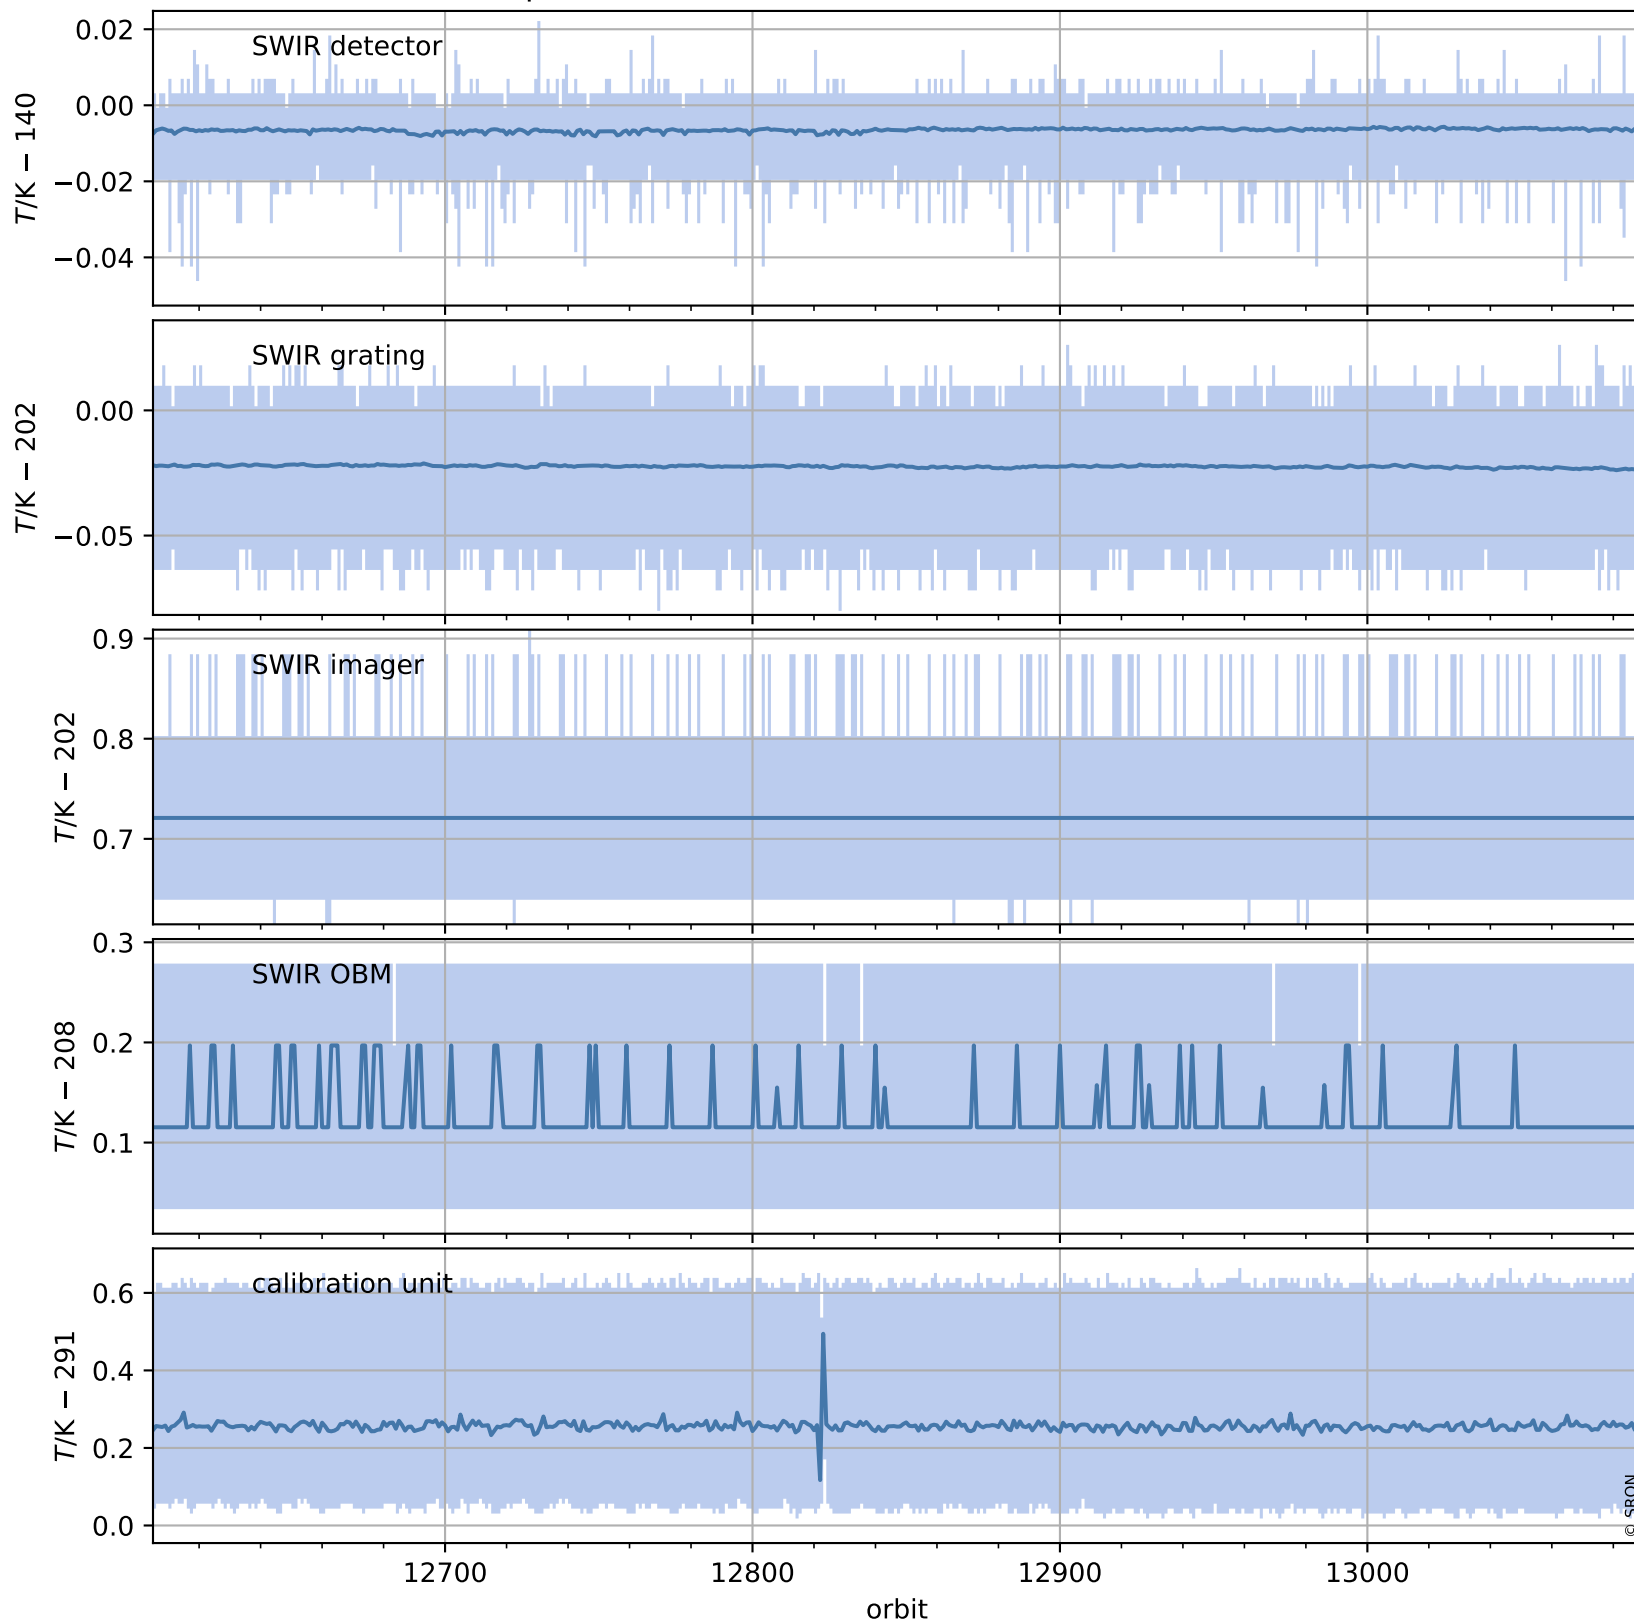 SWIR detector
0.02
0.00
−0.02
−0.04
T/K − 140
SWIR grating
0.00
−0.05
T/K − 202
SWIR imager
0.9
0.8
0.7
T/K − 202
SWIR OBM
0.3
0.2
0.1
T/K − 208
calibration unit
0.6
0.4
0.2
0.0
T/K − 291
© SRON
12700 12800 12900 13000
orbit